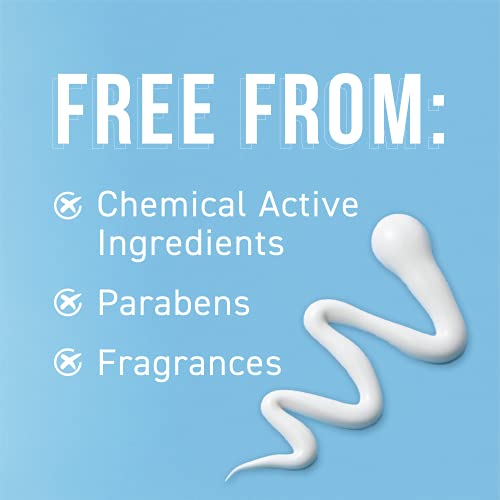 FREE FROM:
Chemical Active
Ingredients
Parabens
Fragrances